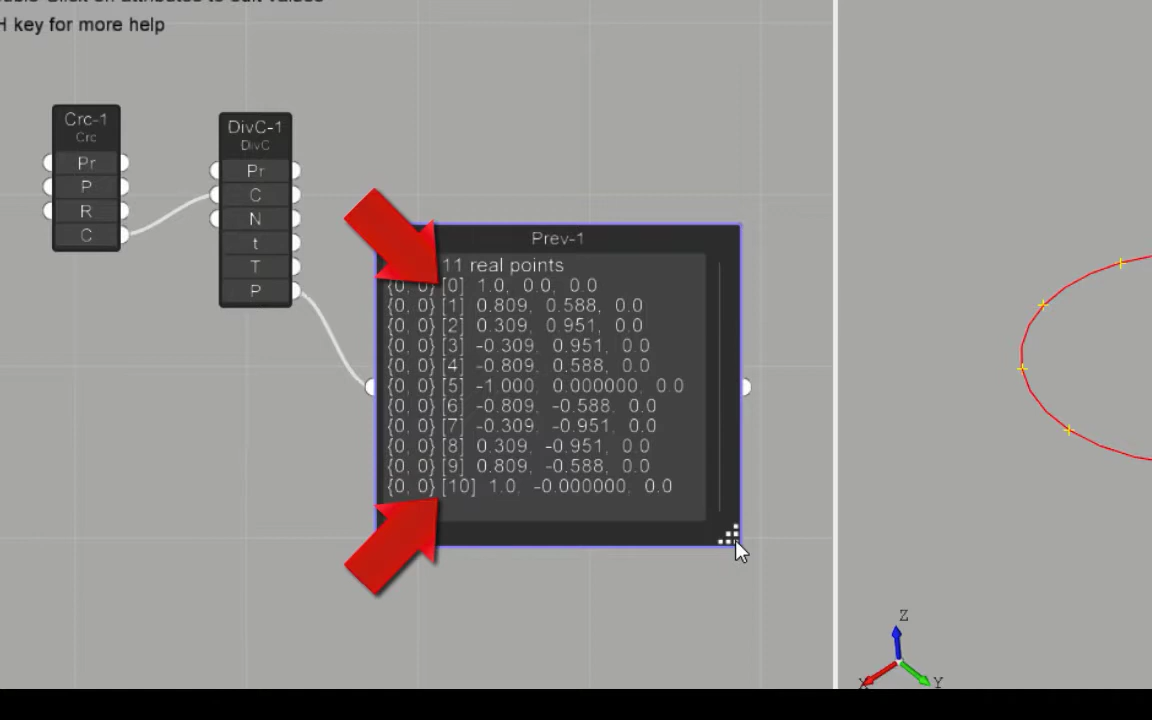 H key for more help
Crc-1
Crc
Pr
P
R
C
DivC-1
DivC
Pr
C
N
t
T
P
Prev-1
11 real points
{0, 0} [0] 1.0, 0.0, 0.0
{0, 0} [1] 0.809, 0.588, 0.0
{0, 0} [2] 0.309, 0.951, 0.0
{0, 0} [3] -0.309, 0.951, 0.0
{0, 0} [4] -0.809, 0.588, 0.0
{0, 0} [5] -1.000, 0.000000, 0.0
{0, 0} [6] -0.809, -0.588, 0.0
{0, 0} [7] -0.309, -0.951, 0.0
{0, 0} [8] 0.309, -0.951, 0.0
{0, 0} [9] 0.809, -0.588, 0.0
{0, 0} [10] 1.0, -0.000000, 0.0
Z
X
Y